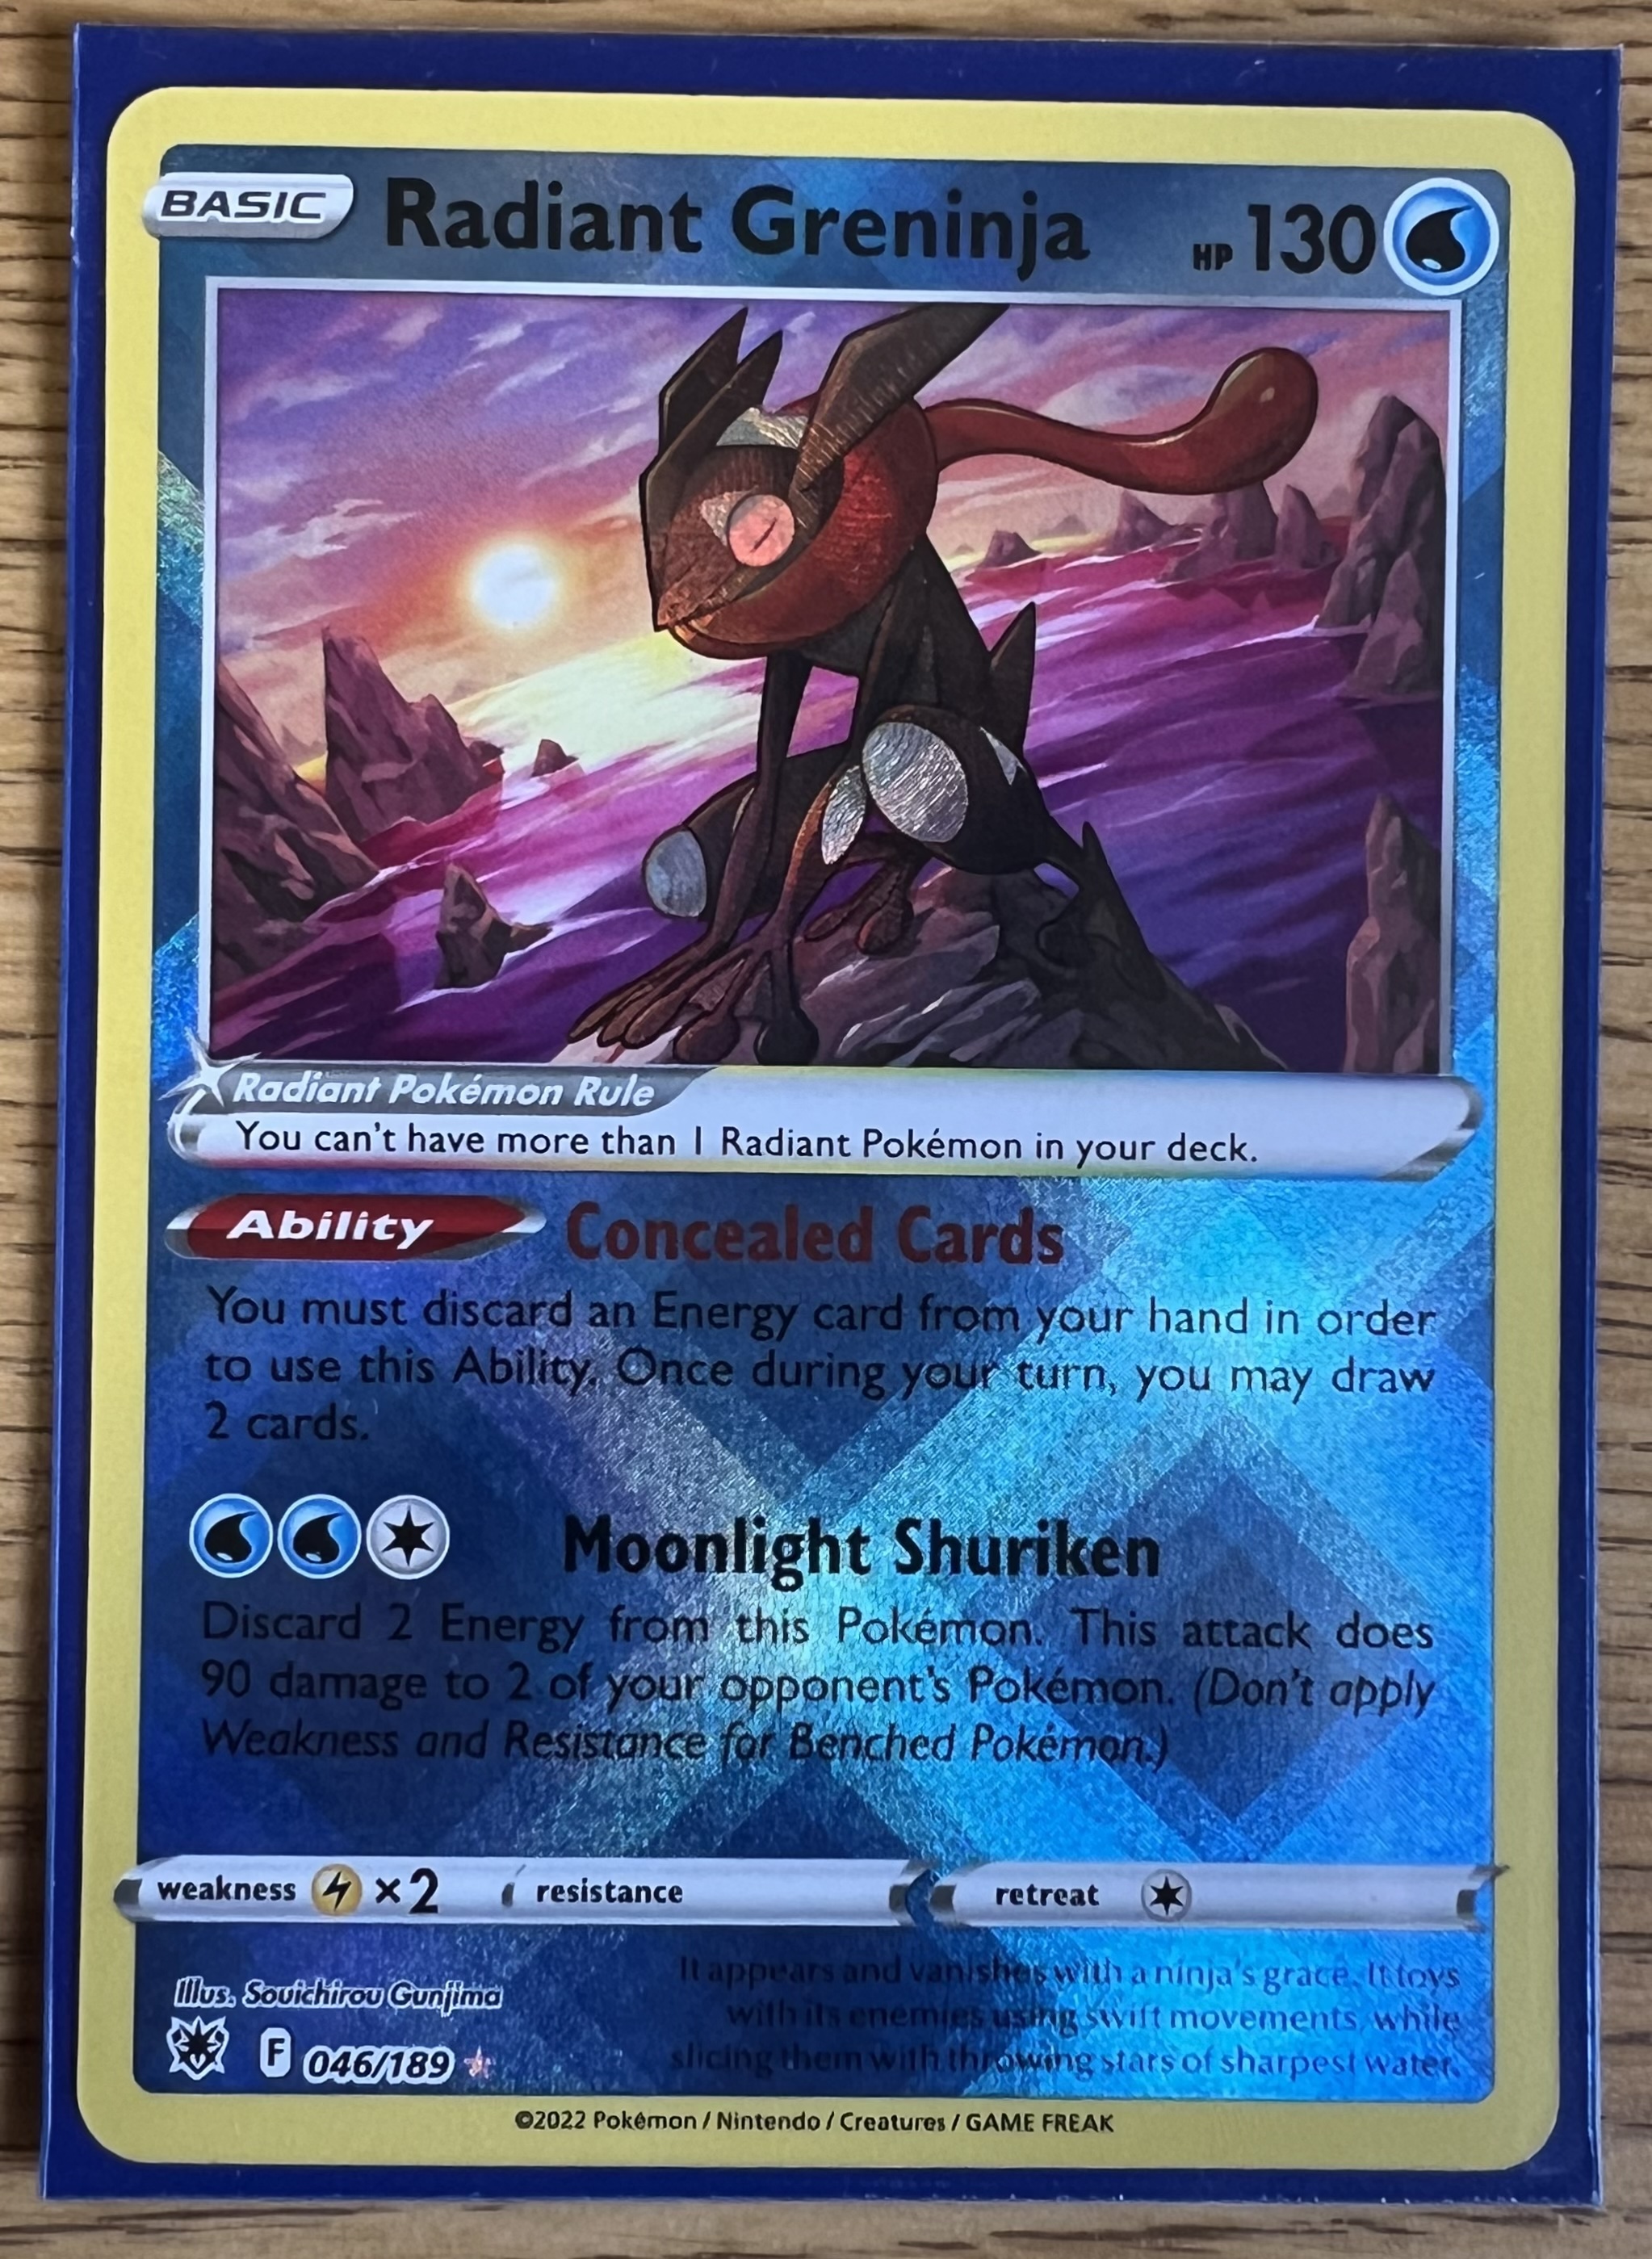 BASIC Radiant Greninja HP 130
Radiant Pokémon Rule
You can't have more than 1 Radiant Pokémon in your deck.
Ability Concealed Cards
You must discard an Energy card from your hand in order
to use this Ability. Once during your turn, you may draw
2 cards.
Moonlight Shuriken
Discard 2 Energy from this Pokémon. This attack does
90 damage to 2 of your opponent's Pokémon. (Don't apply
Weakness and Resistance for Benched Pokémon.)
weakness ×2 resistance retreat
Illus. Souichirou Gunjima
It appears and vanishes with a ninja's grace. It toys
with its enemies using swift movements, while
slicing them with throwing stars of sharpest water.
F 046/189
©2022 Pokémon / Nintendo / Creatures / GAME FREAK